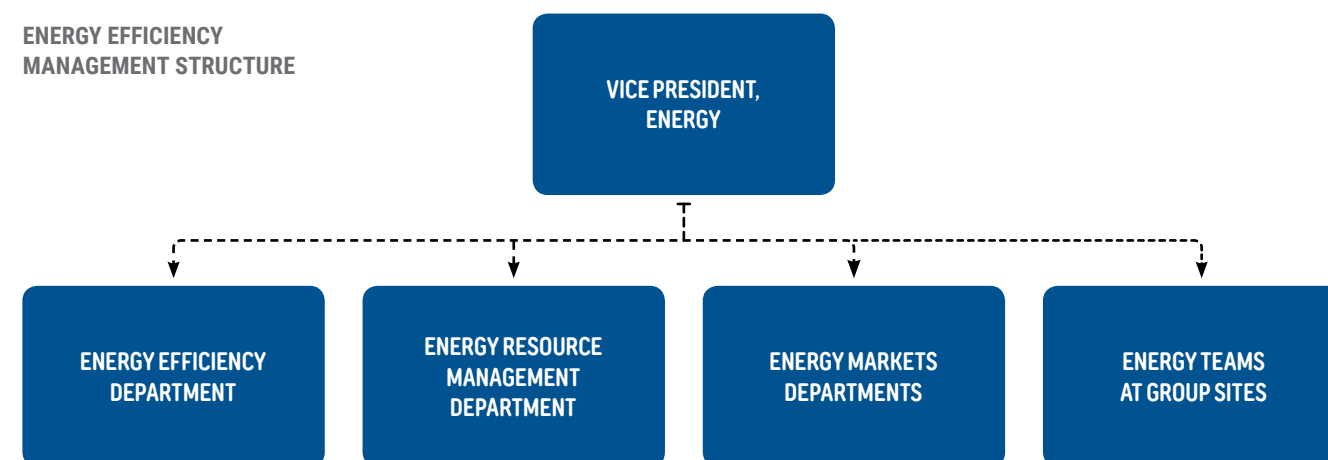 ENERGY EFFICIENCY
MANAGEMENT STRUCTURE
VICE PRESIDENT,
ENERGY
ENERGY EFFICIENCY
DEPARTMENT
ENERGY RESOURCE
MANAGEMENT
DEPARTMENT
ENERGY MARKETS
DEPARTMENTS
ENERGY TEAMS
AT GROUP SITES